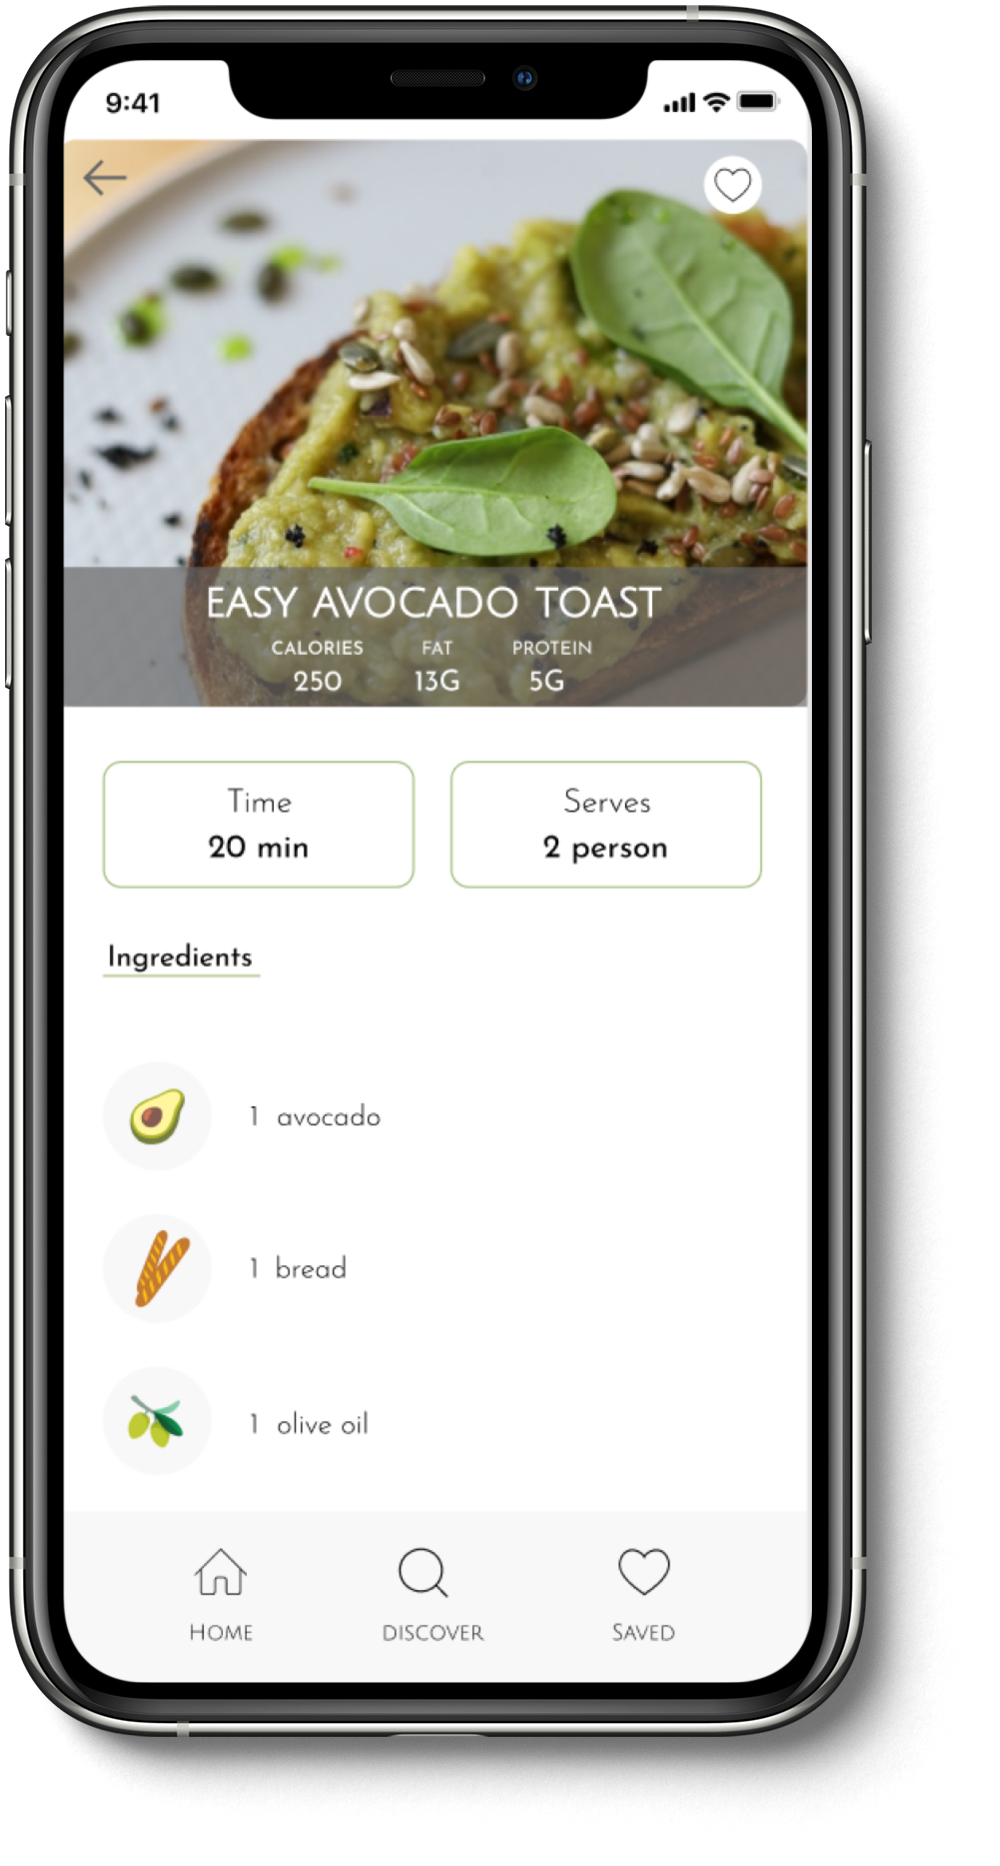 9:41
EASY AVOCADO TOAST
CALORIES FAT PROTEIN
250 13G 5G
Time Serves
20 min 2 person
Ingredients
1 avocado
1 bread
1 olive oil
HOME DISCOVER SAVED